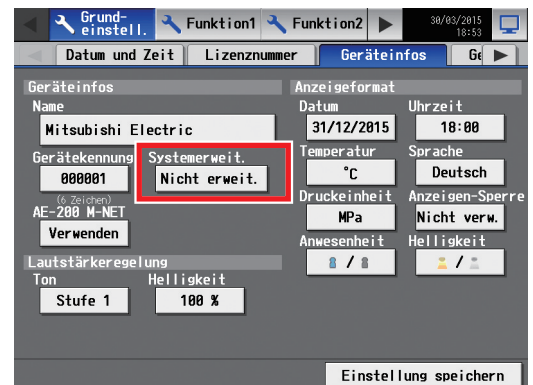 Grund-
einstell.
Funktion1
Funktion2
30/03/2015
18:53
Datum und Zeit
Lizenznummer
Geräteinfos
Ge
Geräteinfos
Name
Mitsubishi Electric
Gerätekennung
Systemerweit.
000001
Nicht erweit.
(6 Zeichen)
AE-200 M-NET
Verwenden
Lautstärkeregelung
Ton
Helligkeit
Stufe 1
100 %
Anzeigeformat
Datum
Uhrzeit
31/12/2015
18:00
Temperatur
Sprache
°C
Deutsch
Druckeinheit
Anzeigen-Sperre
MPa
Nicht verw.
Anwesenheit
Helligkeit
/
/
Einstellung speichern